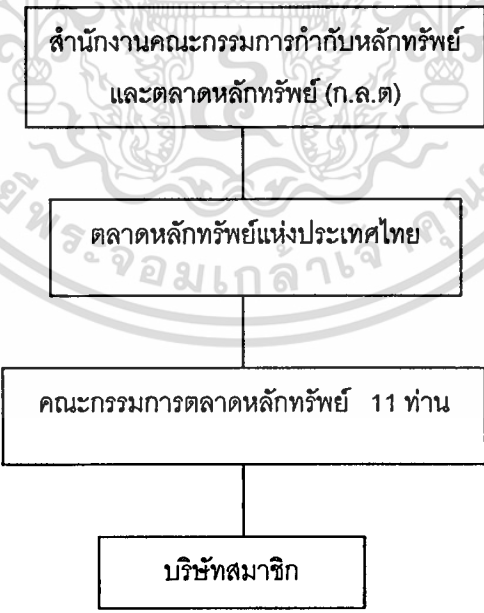 สำนักงานคณะกรรมการกำกับหลักทรัพย์
และตลาดหลักทรัพย์ (ก.ล.ต)
ตลาดหลักทรัพย์แห่งประเทศไทย
คณะกรรมการตลาดหลักทรัพย์ 11 ท่าน
บริษัทสมาชิก